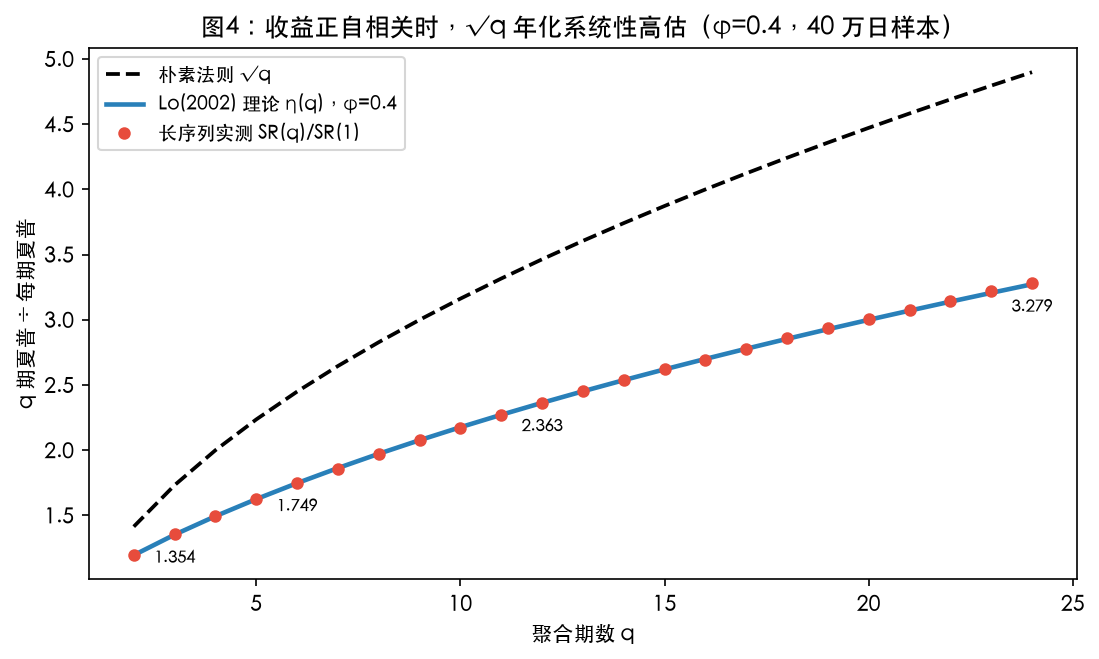 图4：收益正自相关时，√q 年化系统性高估（φ=0.4，40 万日样本）
朴素法则 √q
Lo(2002) 理论 η(q)，φ=0.4
长序列实测 SR(q)/SR(1)
q 期夏普 ÷ 每期夏普
5.0
4.5
4.0
3.5
3.0
2.5
2.0
1.5
1.354
1.749
2.363
3.279
5
10
15
20
25
聚合期数 q